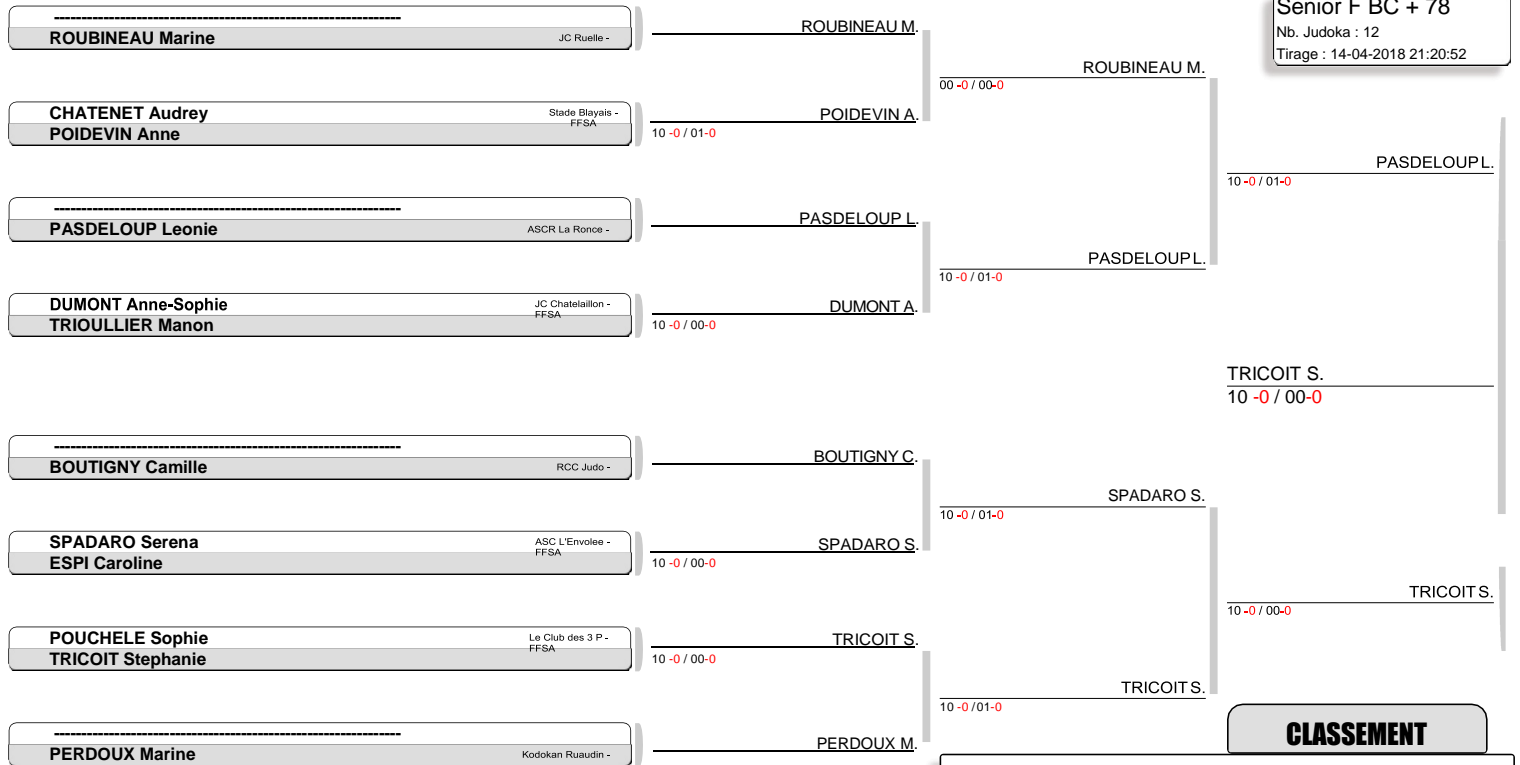 Senior F BC + 78
Nb. Judoka : 12
Tirage : 14-04-2018 21:20:52
------------------------------------------------------------------
ROUBINEAU Marine JC Ruelle -
CHATENET Audrey Stade Blayais -
FFSA
POIDEVIN Anne
------------------------------------------------------------------
PASDELOUP Leonie ASCR La Ronce -
DUMONT Anne-Sophie JC Chatelaillon -
FFSA
TRIOULLIER Manon
------------------------------------------------------------------
BOUTIGNY Camille RCC Judo -
SPADARO Serena ASC L'Envolee -
FFSA
ESPI Caroline
POUCHELE Sophie Le Club des 3 P -
FFSA
TRICOIT Stephanie
------------------------------------------------------------------
PERDOUX Marine Kodokan Ruaudin -
ROUBINEAU M.
POIDEVIN A.
10 -0 / 01-0
PASDELOUP L.
DUMONT A.
10 -0 / 00-0
BOUTIGNY C.
SPADARO S.
10 -0 / 00-0
TRICOIT S.
10 -0 / 00-0
PERDOUX M.
ROUBINEAU M.
00 -0 / 00-0
PASDELOUP L.
10 -0 / 01-0
SPADARO S.
10 -0 / 01-0
TRICOIT S.
10 -0 / 01-0
PASDELOUP L.
10 -0 / 01-0
TRICOIT S.
10 -0 / 00-0
TRICOIT S.
10 -0 / 00-0
CLASSEMENT